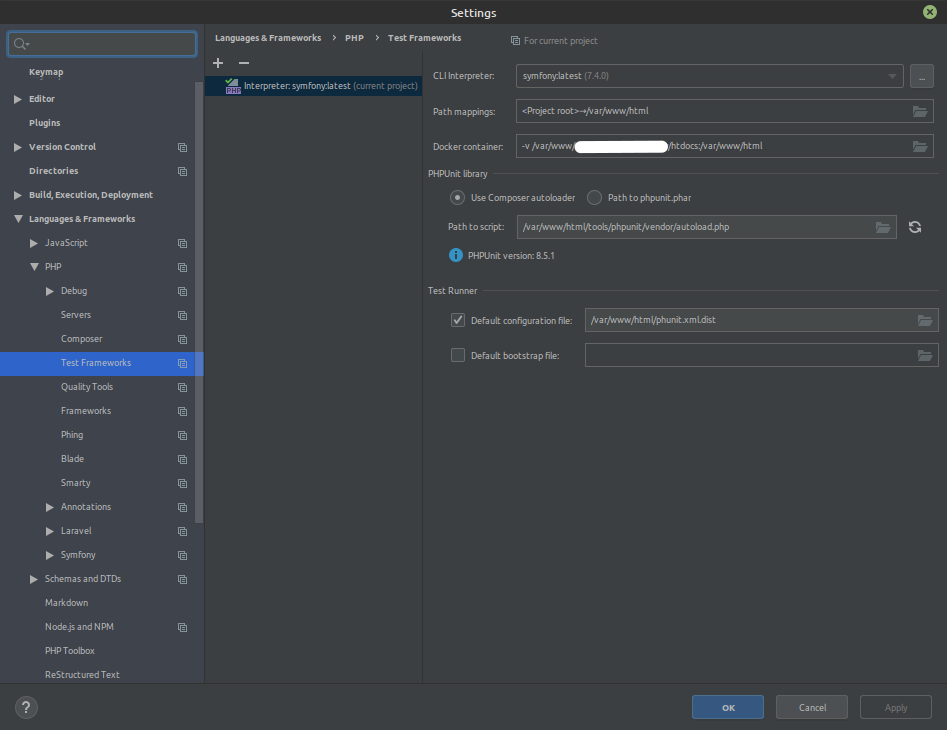 Settings
Languages & Frameworks › PHP › Test Frameworks
For current project
Keymap
Editor
Plugins
Version Control
Directories
Build, Execution, Deployment
Languages & Frameworks
JavaScript
PHP
Debug
Servers
Composer
Test Frameworks
Quality Tools
Frameworks
Phing
Blade
Smarty
Annotations
Laravel
Symfony
Schemas and DTDs
Markdown
Node.js and NPM
PHP Toolbox
ReStructured Text
+ −
PHP Interpreter: symfony:latest (current project)
CLI Interpreter: symfony:latest (7.4.0) ...
Path mappings: <Project root>→/var/www/html
Docker container: -v /var/www/ /htdocs:/var/www/html
PHPUnit library
Use Composer autoloader Path to phpunit.phar
Path to script: /var/www/html/tools/phpunit/vendor/autoload.php
PHPUnit version: 8.5.1
Test Runner
Default configuration file: /var/www/html/phunit.xml.dist
Default bootstrap file:
?
OK Cancel Apply